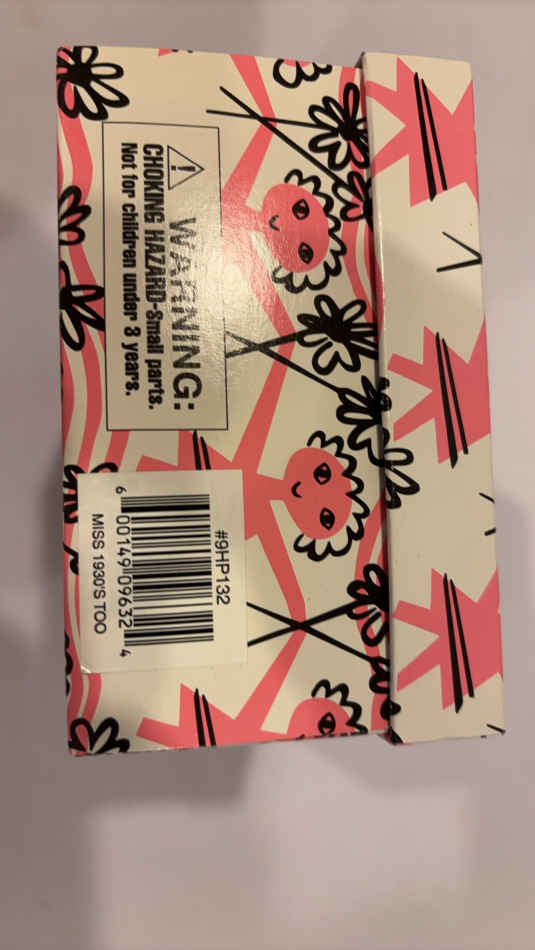 WARNING:
CHOKING HAZARD-Small parts.
Not for children under 3 years.
#9HP132
6 00149 09632 4
MISS 1930'S TOO